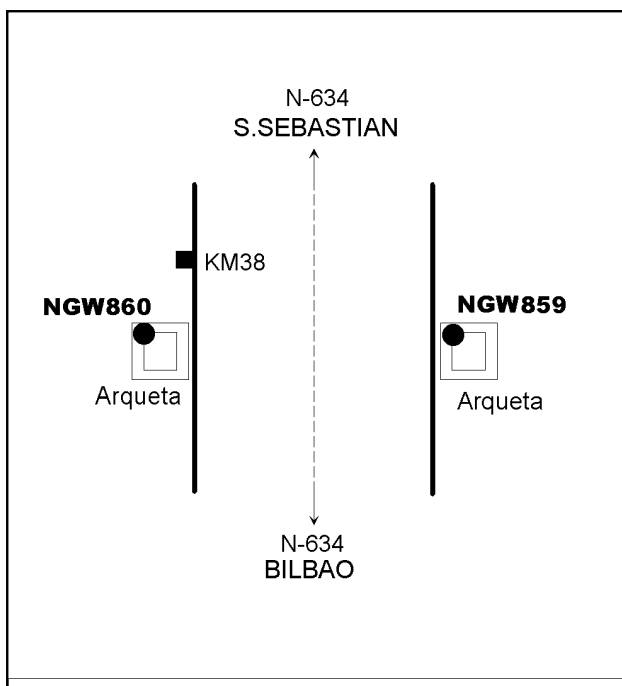 N-634
S.SEBASTIAN
KM38
NGW860
NGW859
Arqueta
Arqueta
N-634
BILBAO